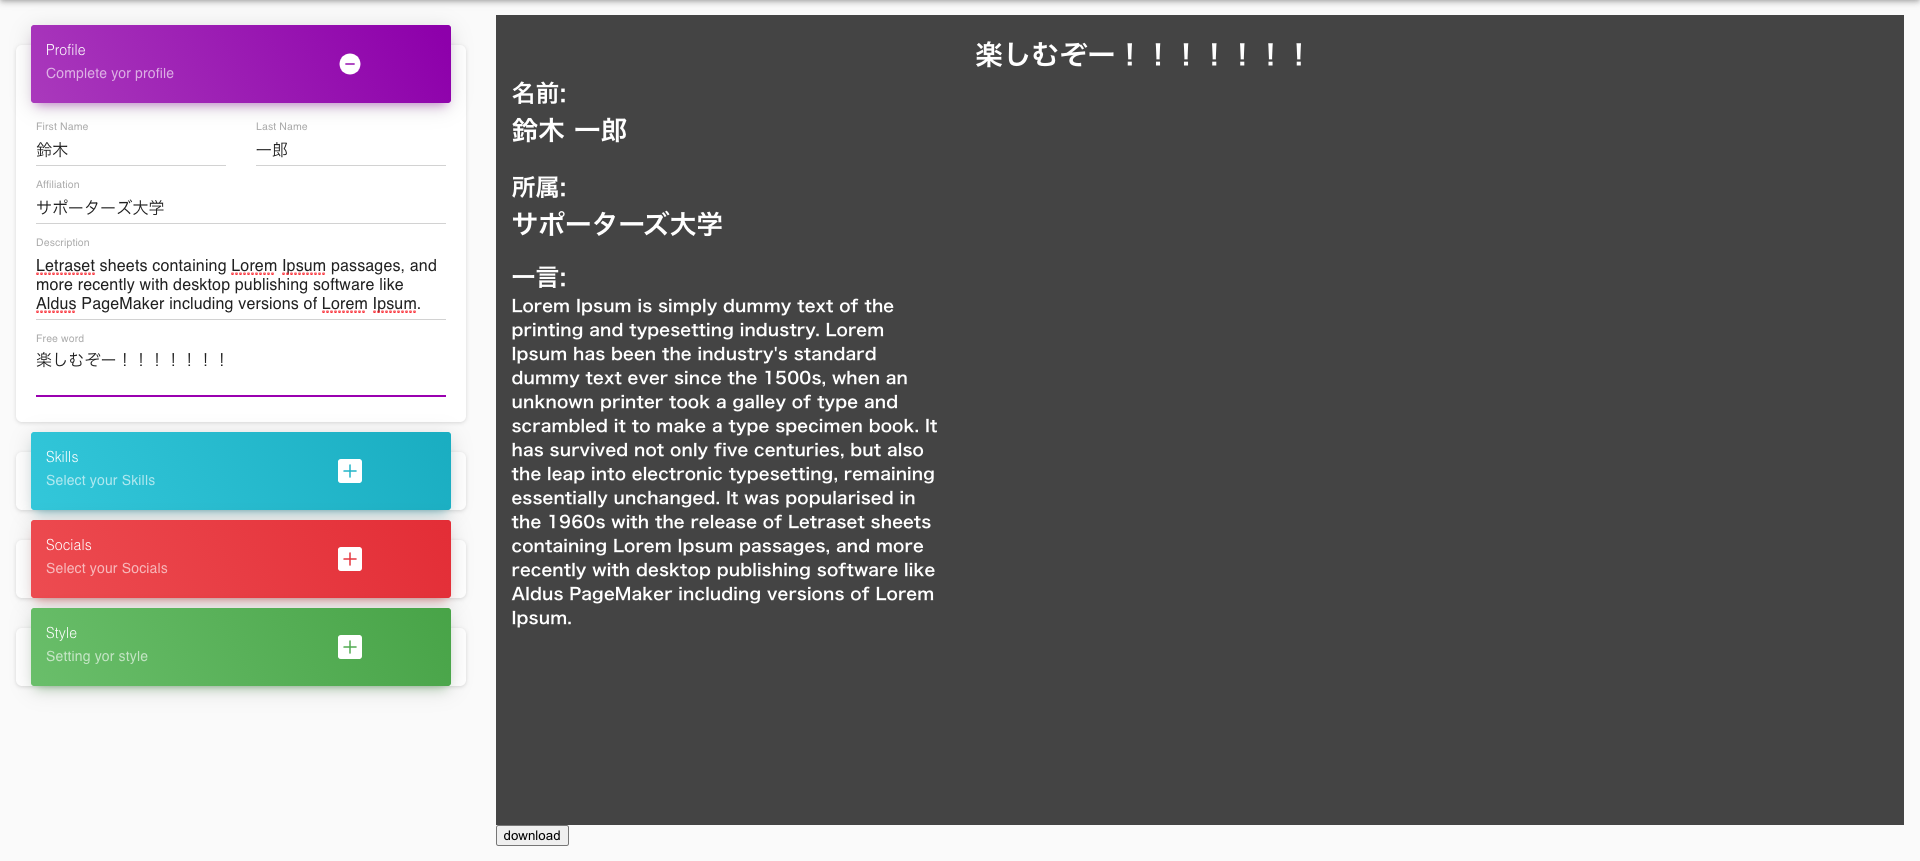 Profile
Complete yor profile
First Name
Last Name
鈴木
一郎
Affiliation
サポーターズ大学
Description
Letraset sheets containing Lorem Ipsum passages, and
more recently with desktop publishing software like
Aldus PageMaker including versions of Lorem Ipsum.
Free word
楽しむぞー！！！！！！！
Skills
Select your Skills
Socials
Select your Socials
Style
Setting yor style
楽しむぞー！！！！！！！
名前:
鈴木 一郎
所属:
サポーターズ大学
一言:
Lorem Ipsum is simply dummy text of the
printing and typesetting industry. Lorem
Ipsum has been the industry's standard
dummy text ever since the 1500s, when an
unknown printer took a galley of type and
scrambled it to make a type specimen book. It
has survived not only five centuries, but also
the leap into electronic typesetting, remaining
essentially unchanged. It was popularised in
the 1960s with the release of Letraset sheets
containing Lorem Ipsum passages, and more
recently with desktop publishing software like
Aldus PageMaker including versions of Lorem
Ipsum.
download